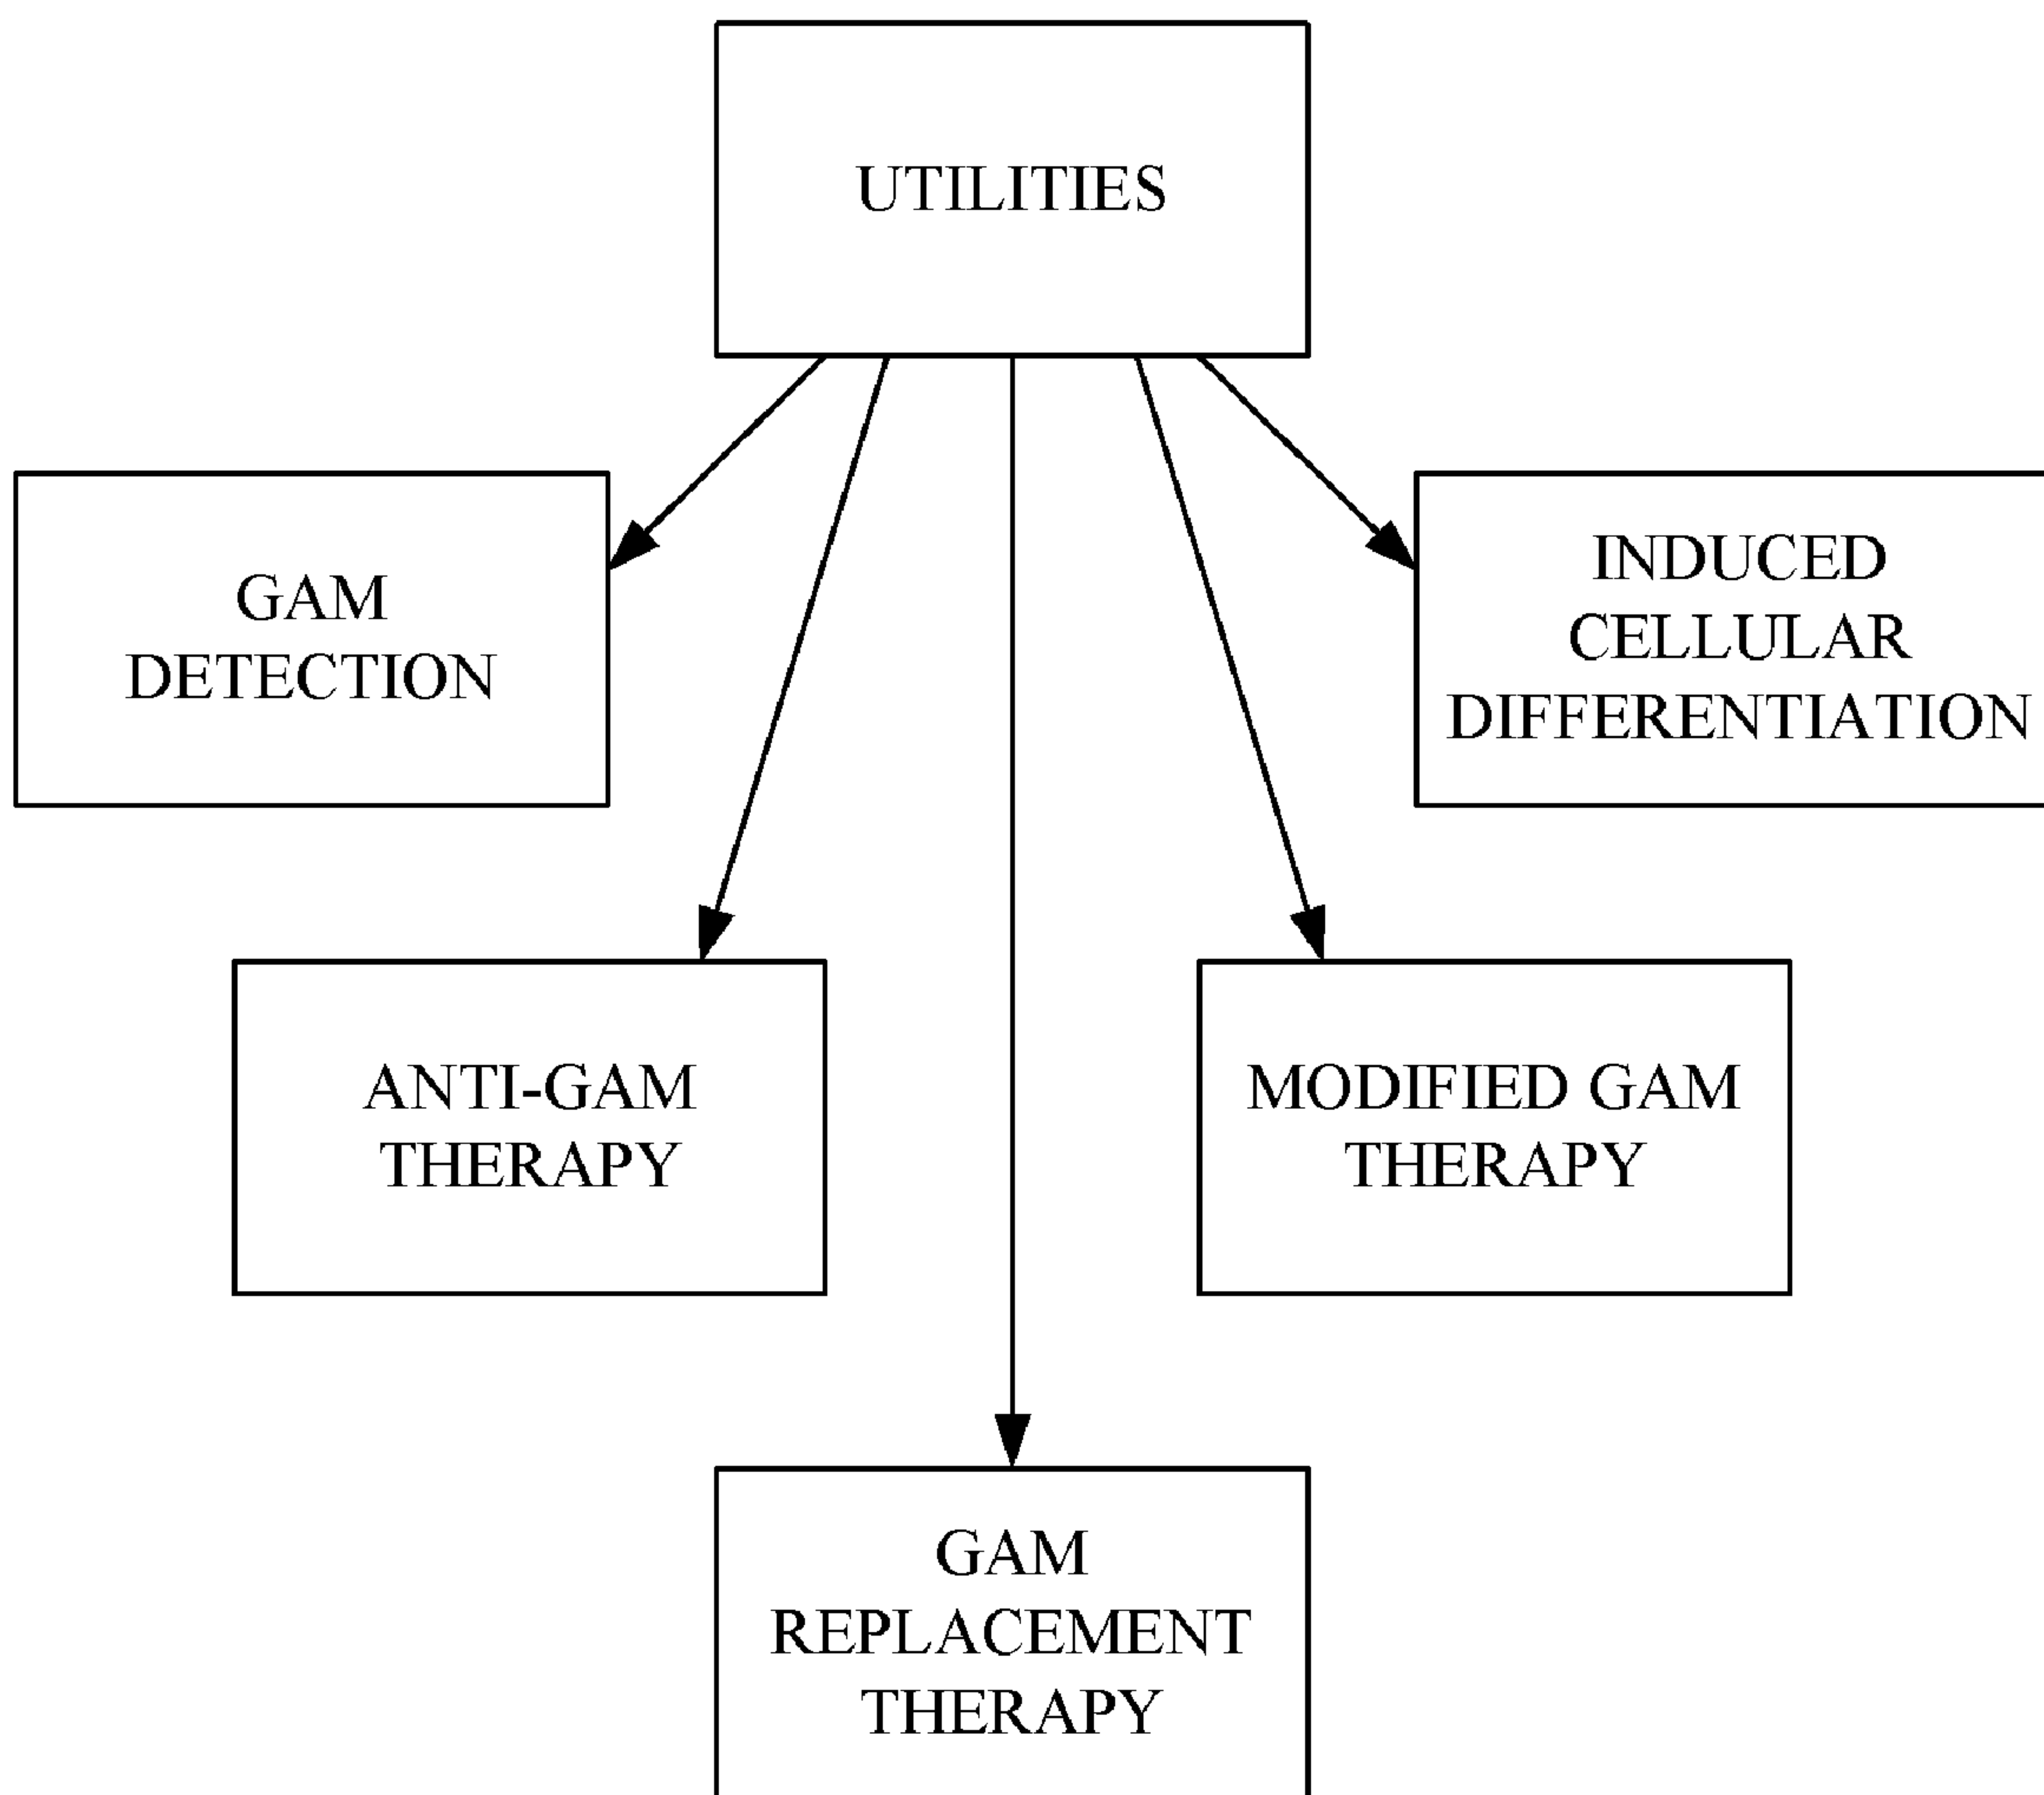 UTILITIES
GAM
DETECTION
INDUCED
CELLULAR
DIFFERENTIATION
ANTI-GAM
THERAPY
MODIFIED GAM
THERAPY
GAM
REPLACEMENT
THERAPY